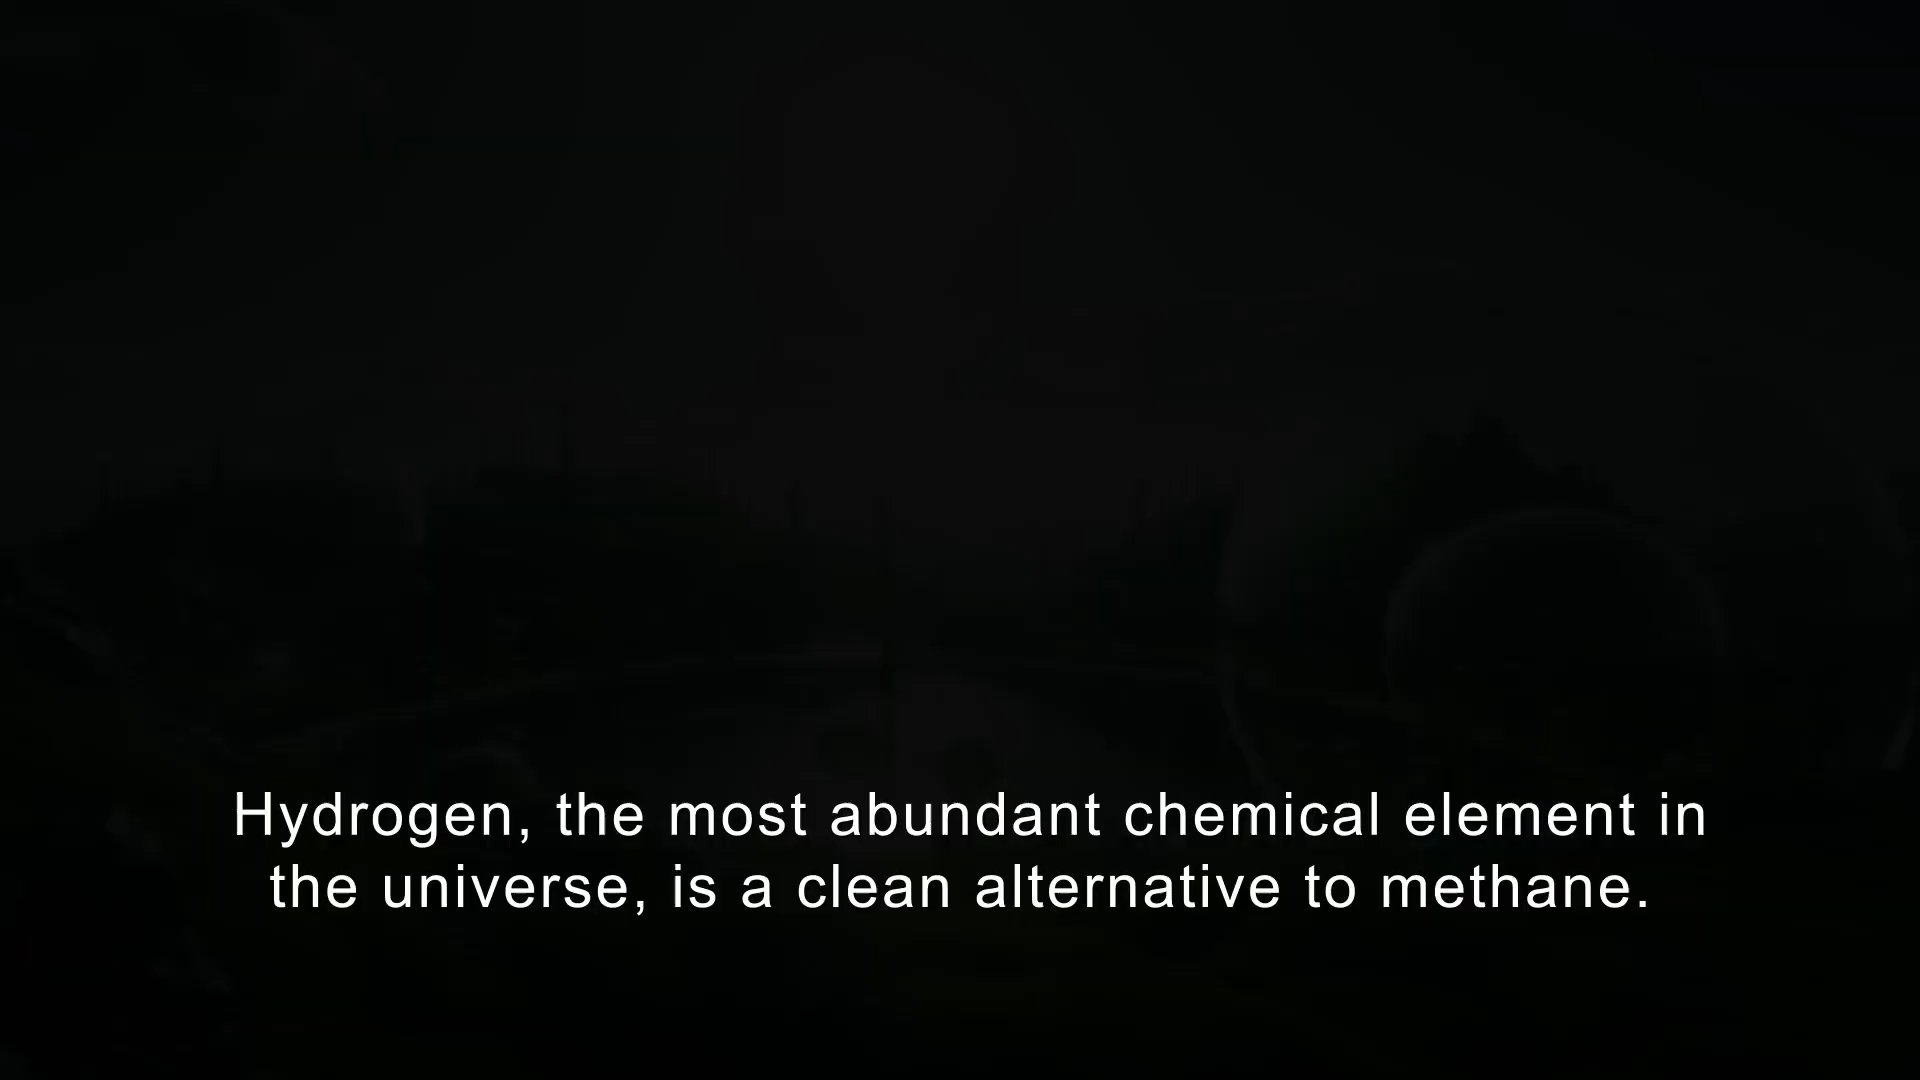 Hydrogen, the most abundant chemical element in
the universe, is a clean alternative to methane.